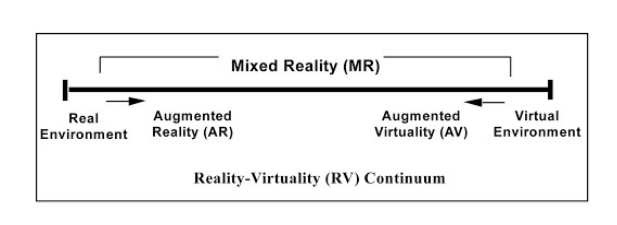 Mixed Reality (MR)
Real
Environment
Augmented
Reality (AR)
Augmented
Virtuality (AV)
Virtual
Environment
Reality-Virtuality (RV) Continuum